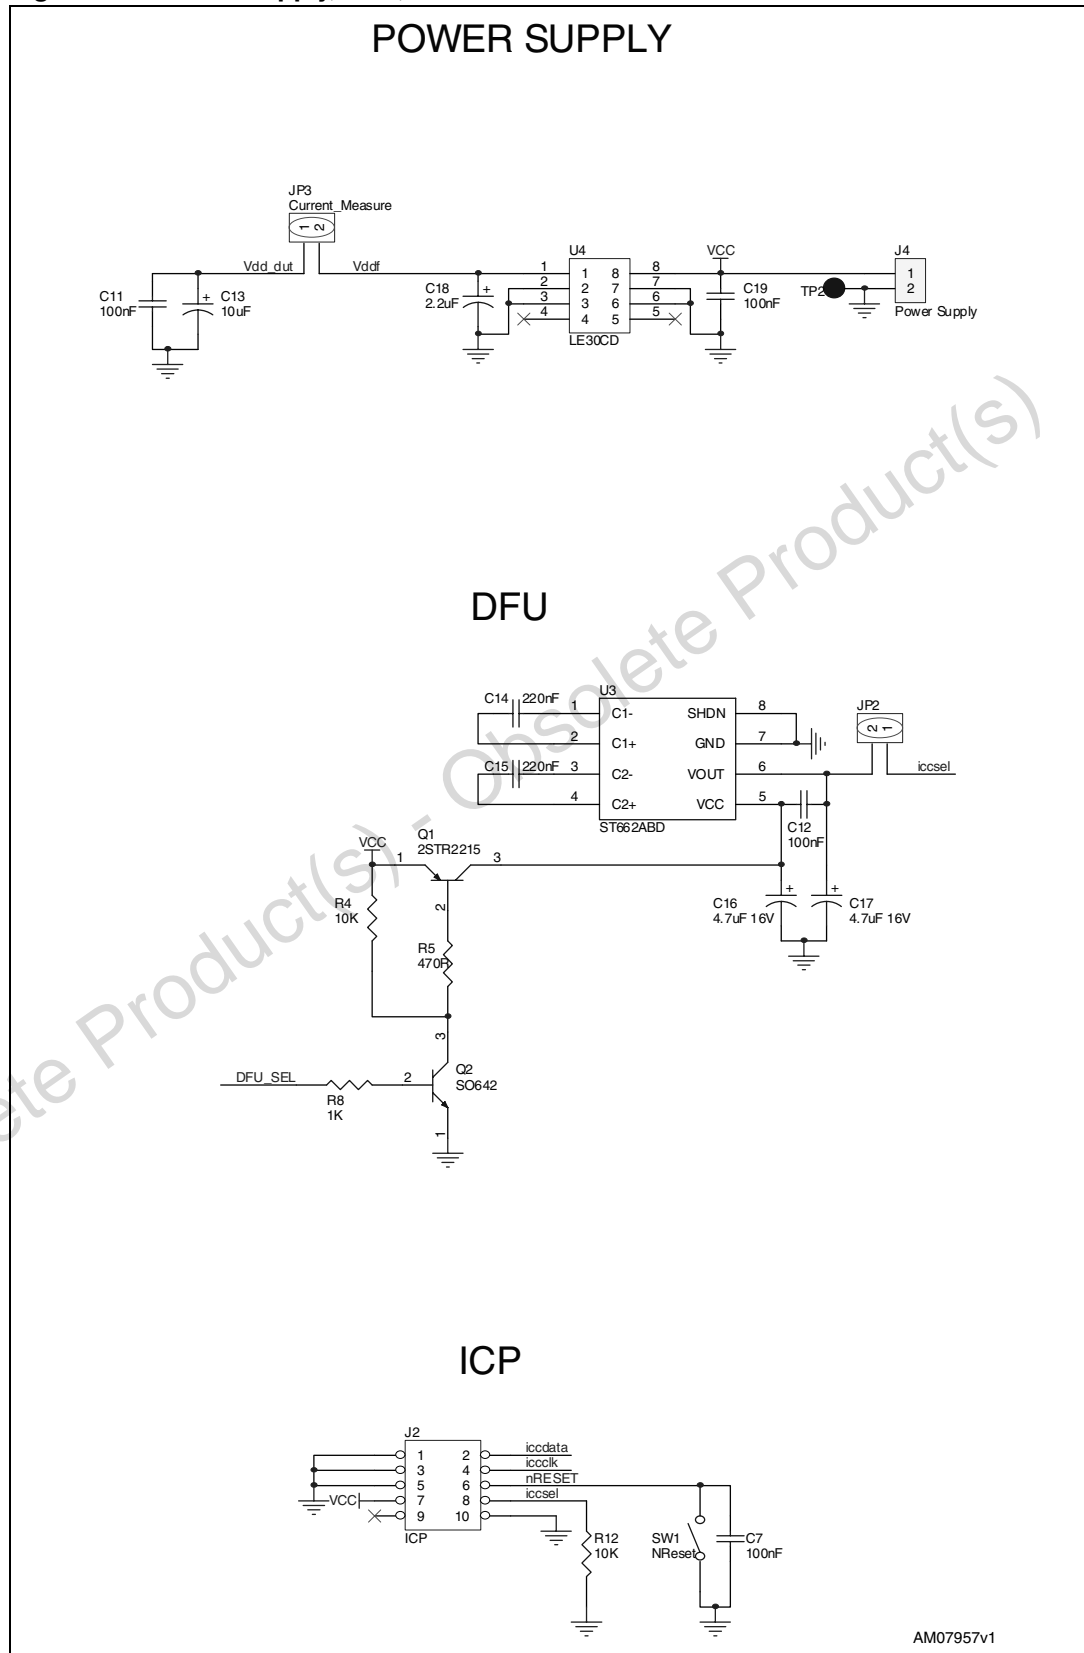 POWER SUPPLY
JP3
Current_Measure
1 2
Vdd_dut
Vddf
C11
100nF
C13
10uF
+
C18
2.2uF
+
U4
1 1 8 8
2 2 7 7
3 3 6 6
4 4 5 5
LE30CD
VCC
C19
100nF
TP2
J4
1
2
Power Supply
DFU
U3
C14 220nF 1 C1- SHDN 8
2 C1+ GND 7
C15 220nF 3 C2- VOUT 6
4 C2+ VCC 5
ST662ABD
JP2
2 1
iccsel
C12
100nF
Q1
2STR2215
VCC
1
3
2
R4
10K
R5
470R
C16
4.7uF 16V
+
C17
4.7uF 16V
+
3
DFU_SEL
R8
1K
2
Q2
SO642
1
ICP
J2
1 2 iccdata
3 4 iccclk
5 6 nRESET
VCC 7 8 iccsel
9 10
ICP
R12
10K
SW1
NReset
C7
100nF
AM07957v1
ete Product(s) - Obsolete Product(s)